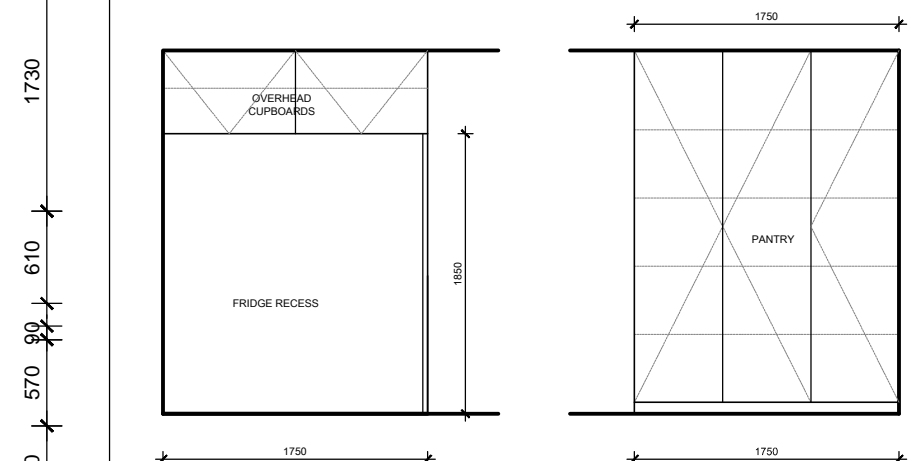 1750
1730
OVERHEAD
CUPBOARDS
PANTRY
610
1850
FRIDGE RECESS
90
570
1750
1750